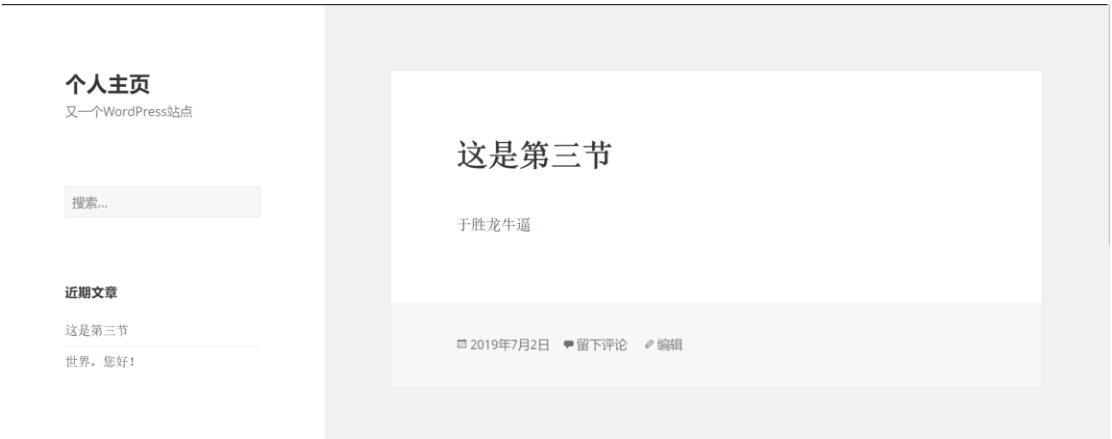 个人主页
又一个WordPress站点
搜索...
近期文章
这是第三节
世界，您好！
这是第三节
于胜龙牛逼
2019年7月2日 留下评论 编辑